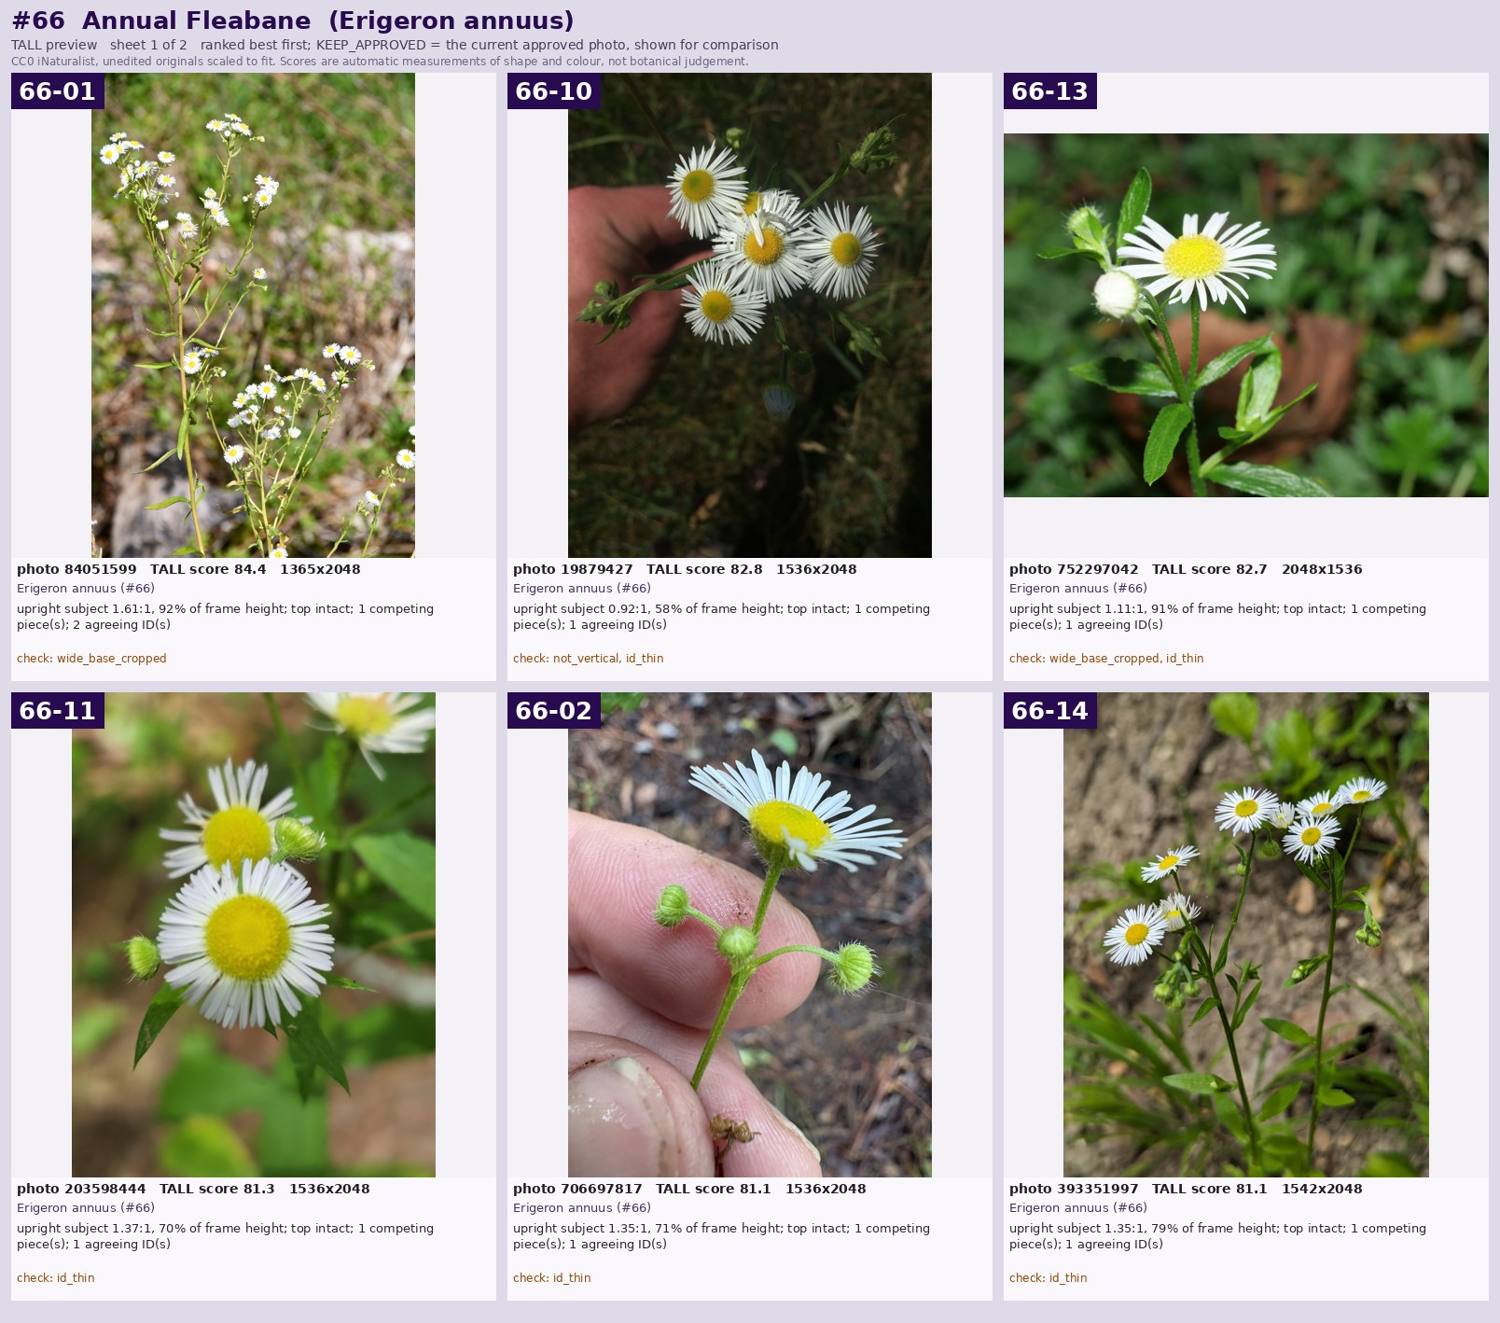 #66 Annual Fleabane (Erigeron annuus)
TALL preview sheet 1 of 2 ranked best first; KEEP_APPROVED = the current approved photo, shown for comparison
CC0 iNaturalist, unedited originals scaled to fit. Scores are automatic measurements of shape and colour, not botanical judgement.
66-01
photo 84051599 TALL score 84.4 1365x2048
Erigeron annuus (#66)
upright subject 1.61:1, 92% of frame height; top intact; 1 competing
piece(s); 2 agreeing ID(s)
check: wide_base_cropped
66-10
photo 19879427 TALL score 82.8 1536x2048
Erigeron annuus (#66)
upright subject 0.92:1, 58% of frame height; top intact; 1 competing
piece(s); 1 agreeing ID(s)
check: not_vertical, id_thin
66-13
photo 752297042 TALL score 82.7 2048x1536
Erigeron annuus (#66)
upright subject 1.11:1, 91% of frame height; top intact; 1 competing
piece(s); 1 agreeing ID(s)
check: wide_base_cropped, id_thin
66-11
photo 203598444 TALL score 81.3 1536x2048
Erigeron annuus (#66)
upright subject 1.37:1, 70% of frame height; top intact; 1 competing
piece(s); 1 agreeing ID(s)
check: id_thin
66-02
photo 706697817 TALL score 81.1 1536x2048
Erigeron annuus (#66)
upright subject 1.35:1, 71% of frame height; top intact; 1 competing
piece(s); 1 agreeing ID(s)
check: id_thin
66-14
photo 393351997 TALL score 81.1 1542x2048
Erigeron annuus (#66)
upright subject 1.35:1, 79% of frame height; top intact; 1 competing
piece(s); 1 agreeing ID(s)
check: id_thin